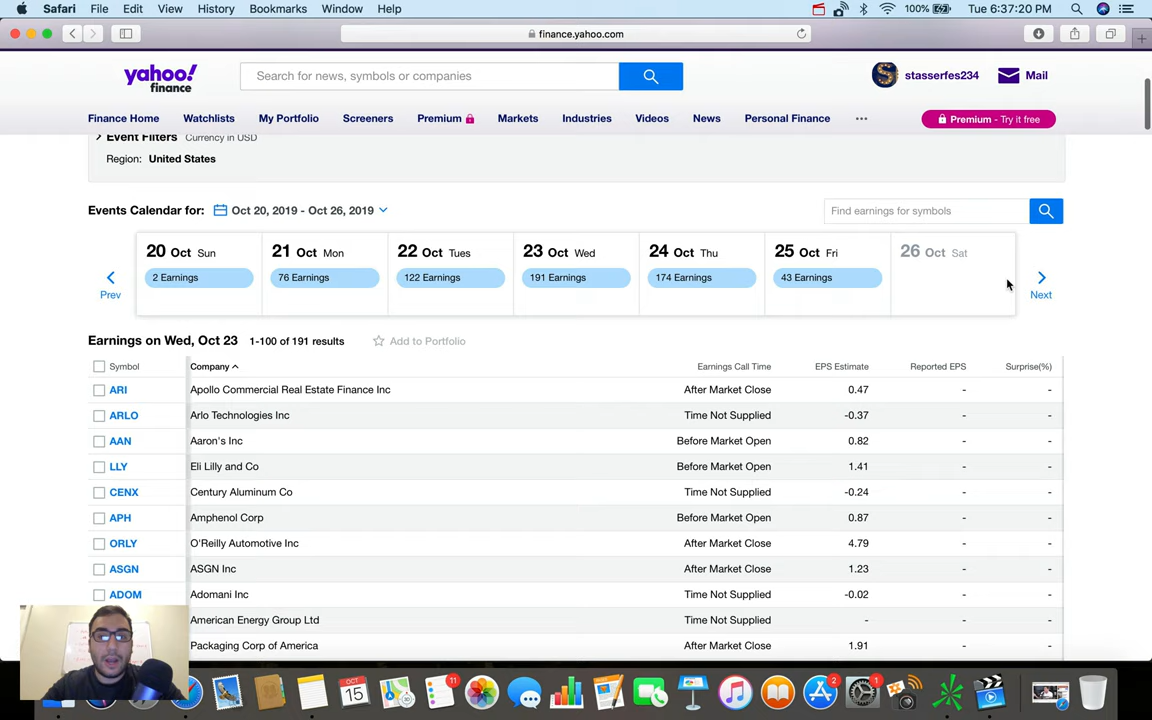 Safari File Edit View History Bookmarks Window Help 100% Tue 6:37:20 PM
finance.yahoo.com
yahoo! finance
Search for news, symbols or companies
stasserfes234 Mail
Finance Home Watchlists My Portfolio Screeners Premium Markets Industries Videos News Personal Finance ••• Premium - Try it free
Event Filters Currency in USD
Region: United States
Events Calendar for: Oct 20, 2019 - Oct 26, 2019 Find earnings for symbols
20 Oct Sun 21 Oct Mon 22 Oct Tues 23 Oct Wed 24 Oct Thu 25 Oct Fri 26 Oct Sat
2 Earnings 76 Earnings 122 Earnings 191 Earnings 174 Earnings 43 Earnings
Prev Next
Earnings on Wed, Oct 23 1-100 of 191 results Add to Portfolio
Symbol Company Earnings Call Time EPS Estimate Reported EPS Surprise(%)
ARI Apollo Commercial Real Estate Finance Inc After Market Close 0.47 - -
ARLO Arlo Technologies Inc Time Not Supplied -0.37 - -
AAN Aaron's Inc Before Market Open 0.82 - -
LLY Eli Lilly and Co Before Market Open 1.41 - -
CENX Century Aluminum Co Time Not Supplied -0.24 - -
APH Amphenol Corp Before Market Open 0.87 - -
ORLY O'Reilly Automotive Inc After Market Close 4.79 - -
ASGN ASGN Inc After Market Close 1.23 - -
ADOM Adomani Inc Time Not Supplied -0.02 - -
American Energy Group Ltd Time Not Supplied - - -
Packaging Corp of America After Market Close 1.91 - -
OCT 15 11 2 1